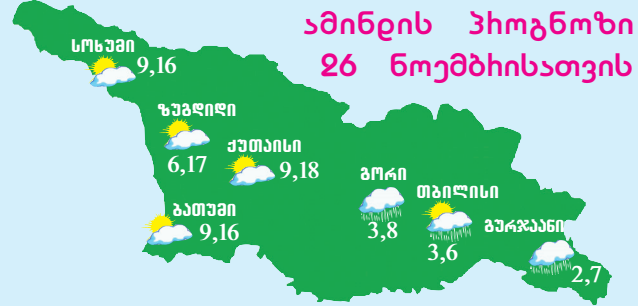 ამინდის პროგნოზი
26 ნოემბრისათვის
სოხუმი
9,16
ზუგდიდი
6,17
ქუთაისი
9,18
ბათუმი
9,16
გორი
3,8
თბილისი
3,6
გურჯაანი
2,7